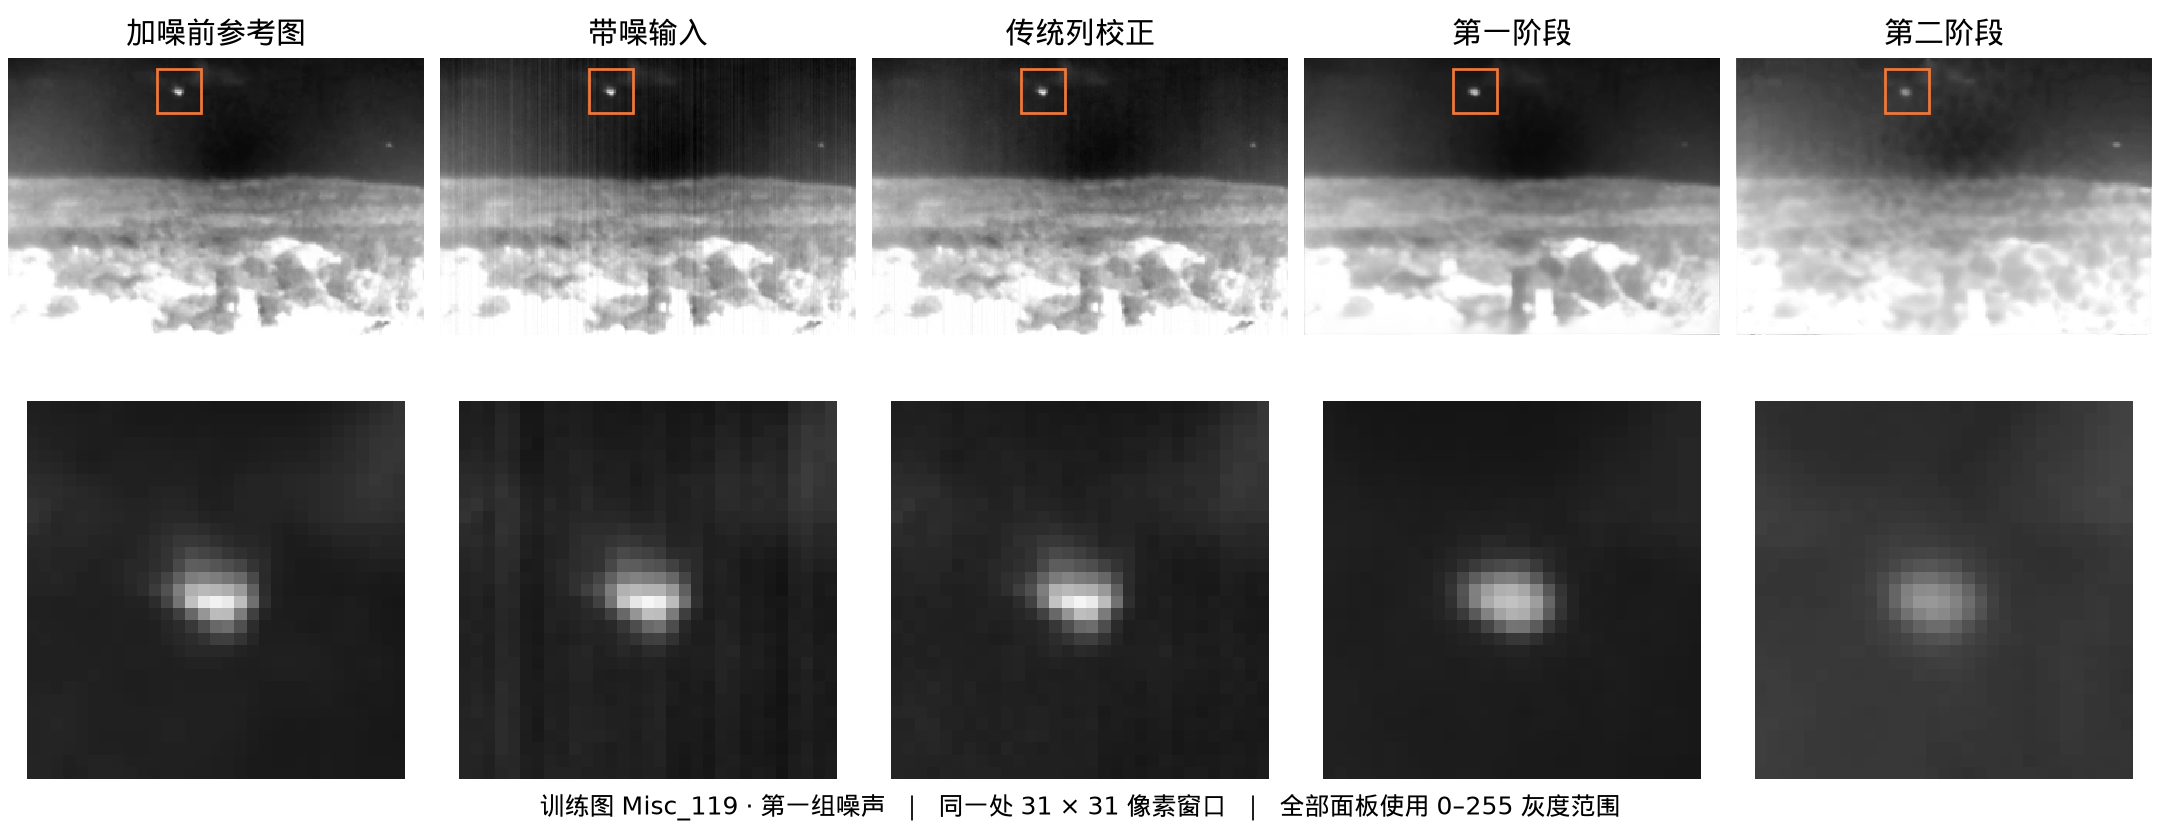 加噪前参考图
带噪输入
传统列校正
第一阶段
第二阶段
训练图 Misc_119 · 第一组噪声 | 同一处 31 × 31 像素窗口 | 全部面板使用 0–255 灰度范围